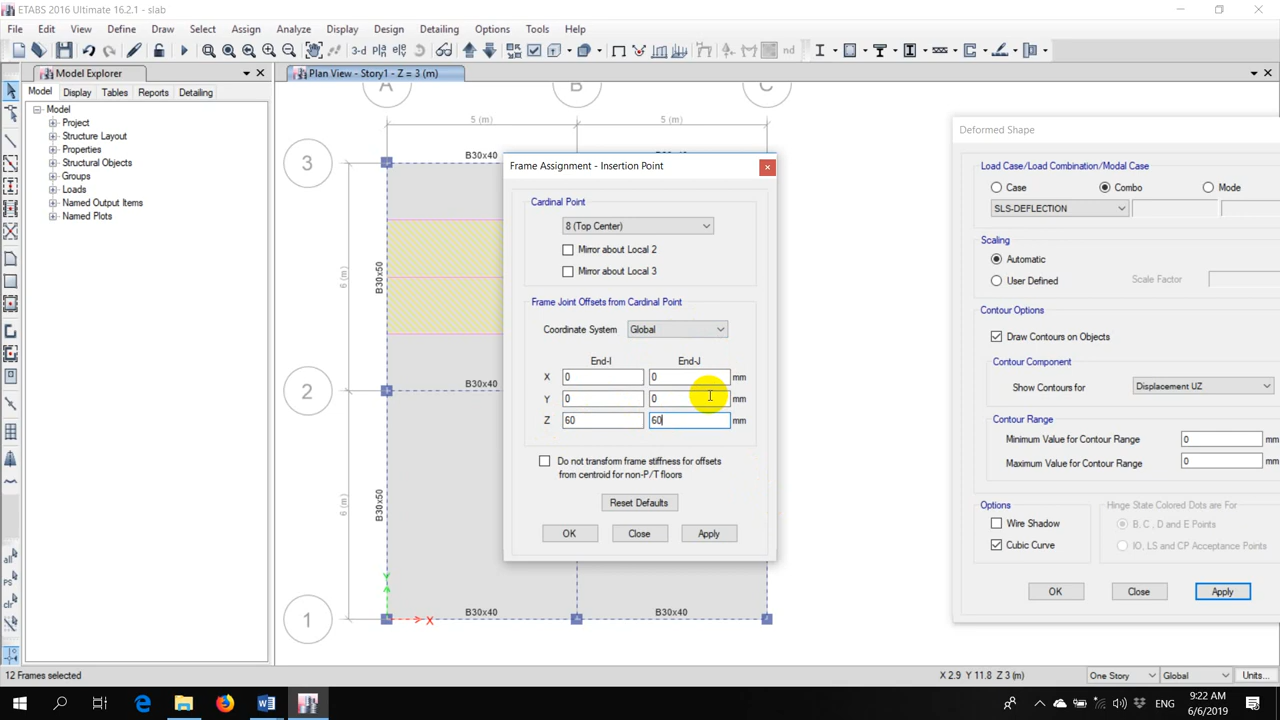 ETABS 2016 Ultimate 16.2.1 - slab
File Edit View Define Draw Select Assign Analyze Display Design Detailing Options Tools Help
3-d nd
Model Explorer
Plan View - Story1 - Z = 3 (m)
Model Display Tables Reports Detailing
Model
Project
Structure Layout
Properties
Structural Objects
Groups
Loads
Named Output Items
Named Plots
A B C
5 (m) 5 (m)
B30x40
3
6 (m)
B30x50
2
B30x40
6 (m)
B30x50
Y
X
1
B30x40 B30x40
Frame Assignment - Insertion Point
Cardinal Point
8 (Top Center)
Mirror about Local 2
Mirror about Local 3
Frame Joint Offsets from Cardinal Point
Coordinate System Global
End-I End-J
X 0 0 mm
Y 0 0 mm
Z 60 60 mm
Do not transform frame stiffness for offsets
from centroid for non-P/T floors
Reset Defaults
OK Close Apply
Deformed Shape
Load Case/Load Combination/Modal Case
Case Combo Mode
SLS-DEFLECTION
Scaling
Automatic
User Defined Scale Factor
Contour Options
Draw Contours on Objects
Contour Component
Show Contours for Displacement UZ
Contour Range
Minimum Value for Contour Range 0 mm
Maximum Value for Contour Range 0 mm
Options Hinge State Colored Dots are For
Wire Shadow B, C , D and E Points
Cubic Curve IO, LS and CP Acceptance Points
OK Close Apply
all
PS
clr
12 Frames selected
X 2.9 Y 11.8 Z 3 (m) One Story Global Units...
ENG
9:22 AM
6/6/2019